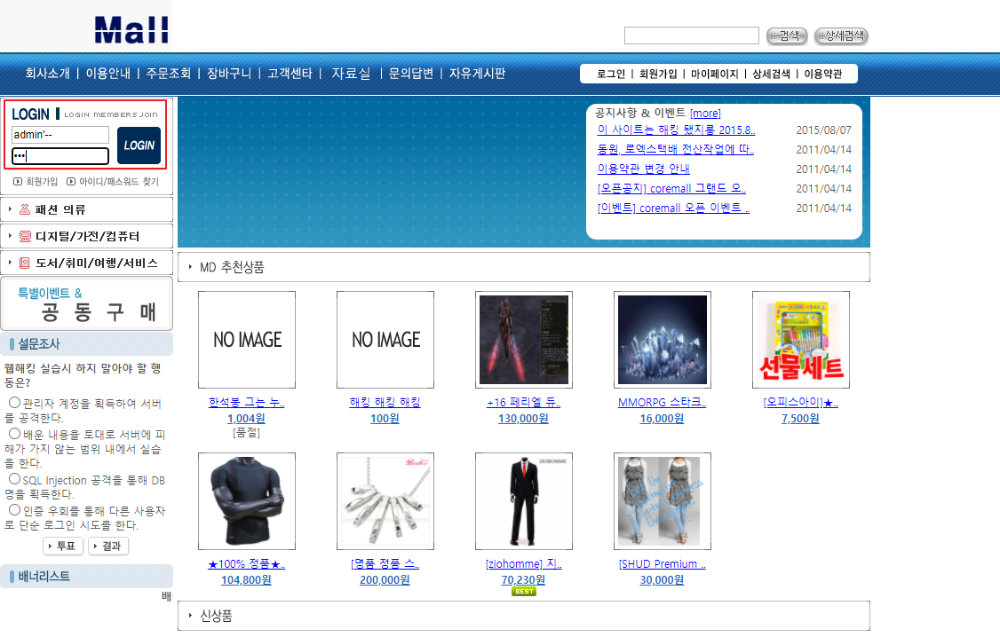 Mall
검색
상세검색
회사소개 | 이용안내 | 주문조회 | 장바구니 | 고객센타 | 자료실 | 문의답변 | 자유게시판
로그인 | 회원가입 | 마이페이지 | 상세검색 | 이용약관
LOGIN LOGIN MEMBERS JOIN
admin'--
•••
LOGIN
회원가입 아이디/패스워드 찾기
패션 의류
디지털/가전/컴퓨터
도서/취미/여행/서비스
특별이벤트 &
공 동 구 매
설문조사
웹해킹 실습시 하지 말아야 할 행
동은?
관리자 계정을 획득하여 서버
를 공격한다.
배운 내용을 토대로 서버에 피
해가 가지 않는 범위 내에서 실습
을 한다.
SQL Injection 공격을 통해 DB
명을 획득한다.
인증 우회를 통해 다른 사용자
로 단순 로그인 시도를 한다.
투표 결과
배너리스트
배
공지사항 & 이벤트 [more]
이 사이트는 해킹 됐지롱 2015.8.. 2015/08/07
동원, 로엑스택배 전산작업에 따.. 2011/04/14
이용약관 변경 안내 2011/04/14
[오픈공지] coremall 그랜드 오.. 2011/04/14
[이벤트] coremall 오픈 이벤트 .. 2011/04/14
MD 추천상품
NO IMAGE
NO IMAGE
선물세트
한석봉 그는 누..
1,004원
[품절]
해킹 해킹 해킹
100원
+16 페리엘 듀..
130,000원
MMORPG 스타크..
16,000원
[오피스아이]★..
7,500원
ZIOHOMME
★100% 정품★..
104,800원
[명품 정품 스..
200,000원
[ziohomme] 지..
70,230원
BEST
[SHUD Premium ..
30,000원
신상품